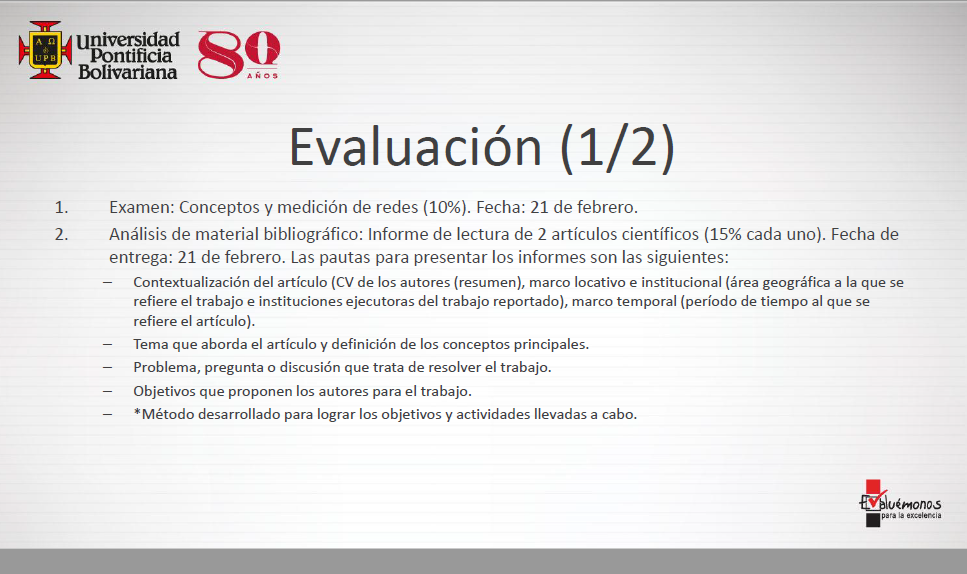 A Ω
&
UPB
Universidad
Pontificia
Bolivariana
80
AÑOS
Evaluación (1/2)
1. Examen: Conceptos y medición de redes (10%). Fecha: 21 de febrero.
2. Análisis de material bibliográfico: Informe de lectura de 2 artículos científicos (15% cada uno). Fecha de
entrega: 21 de febrero. Las pautas para presentar los informes son las siguientes:
– Contextualización del artículo (CV de los autores (resumen), marco locativo e institucional (área geográfica a la que se
refiere el trabajo e instituciones ejecutoras del trabajo reportado), marco temporal (período de tiempo al que se
refiere el artículo).
– Tema que aborda el artículo y definición de los conceptos principales.
– Problema, pregunta o discusión que trata de resolver el trabajo.
– Objetivos que proponen los autores para el trabajo.
– *Método desarrollado para lograr los objetivos y actividades llevadas a cabo.
Evaluémonos
para la excelencia